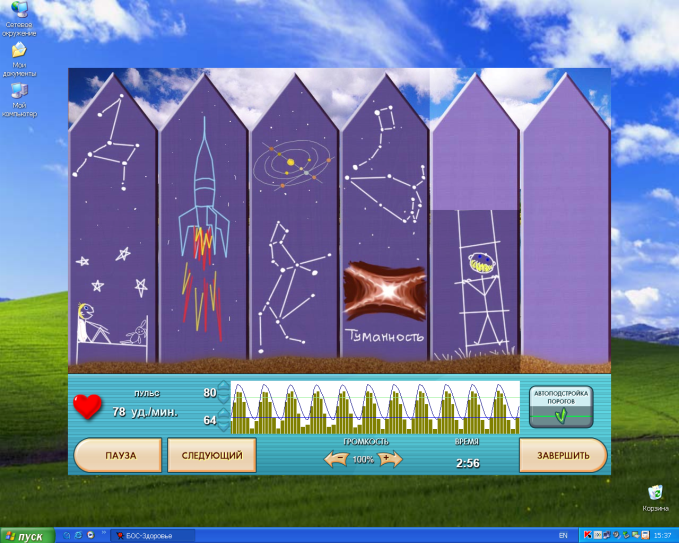 Сетевое
окружение
Мои
документы
Мой
компьютер
Туманность
ПУЛЬС
78 уд./мин.
80
64
АВТОПОДСТРОЙКА
ПОРОГОВ
ПАУЗА
СЛЕДУЮЩИЙ
ГРОМКОСТЬ
100%
ВРЕМЯ
2:56
ЗАВЕРШИТЬ
Корзина
пуск
БОС-Здоровье
EN
15:37